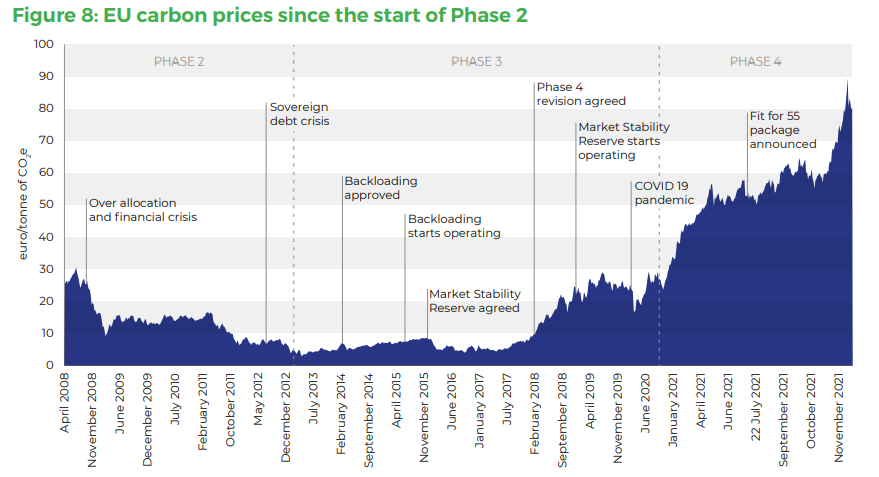 Figure 8: EU carbon prices since the start of Phase 2
euro/tonne of CO₂e
100
90
80
70
60
50
40
30
20
10
0
PHASE 2
PHASE 3
PHASE 4
Over allocation
and financial crisis
Sovereign
debt crisis
Backloading
approved
Backloading
starts operating
Market Stability
Reserve agreed
Phase 4
revision agreed
Market Stability
Reserve starts
operating
COVID 19
pandemic
Fit for 55
package
announced
April 2008
November 2008
June 2009
December 2009
July 2010
February 2011
October 2011
May 2012
December 2012
July 2013
February 2014
September 2014
April 2015
November 2015
June 2016
January 2017
July 2017
February 2018
September 2018
April 2019
November 2019
June 2020
January 2021
April 2021
June 2021
22 July 2021
September 2021
October 2021
November 2021